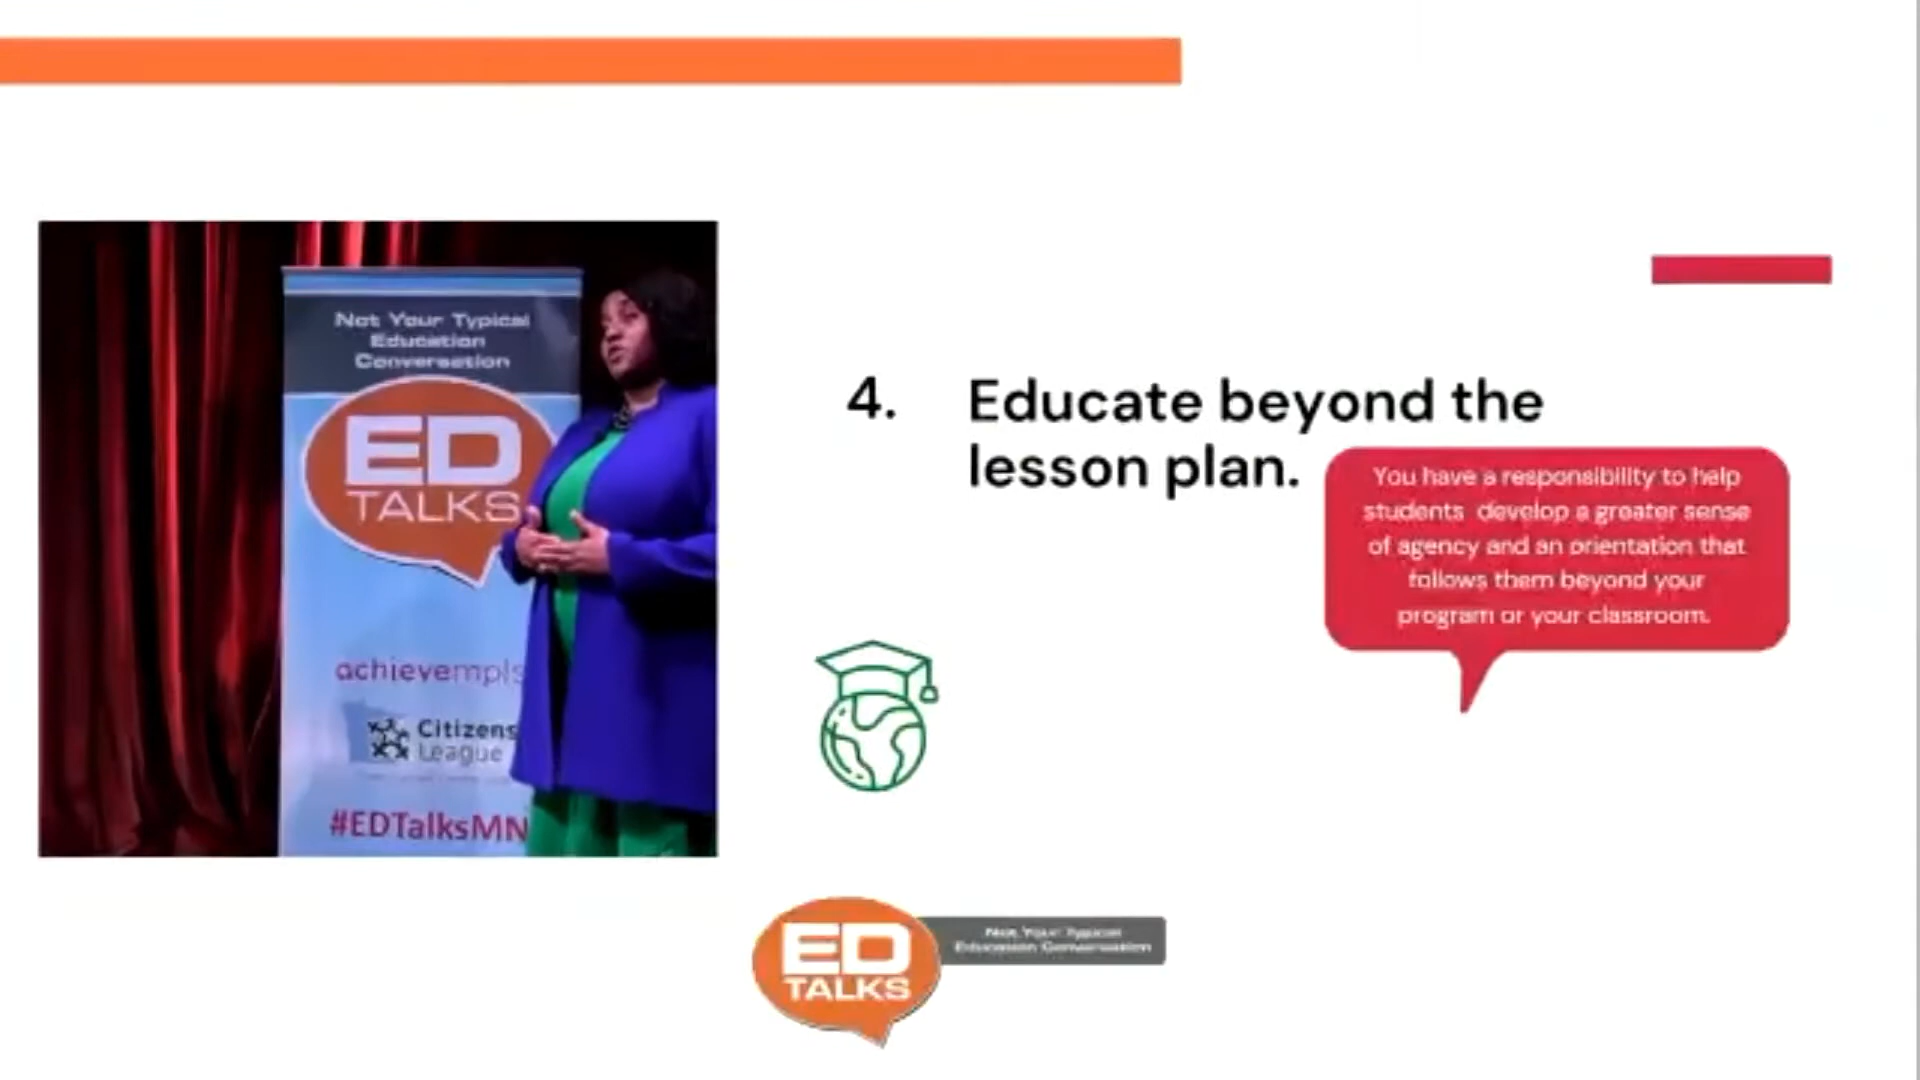 Not Your Typical
Education
Conversation
ED
TALKS
achievempls
Citizens
League
#EDTalksMN
4. Educate beyond the
lesson plan.
You have a responsibility to help
students develop a greater sense
of agency and an orientation that
follows them beyond your
program or your classroom.
ED
TALKS
Not Your Typical
Education Conversation